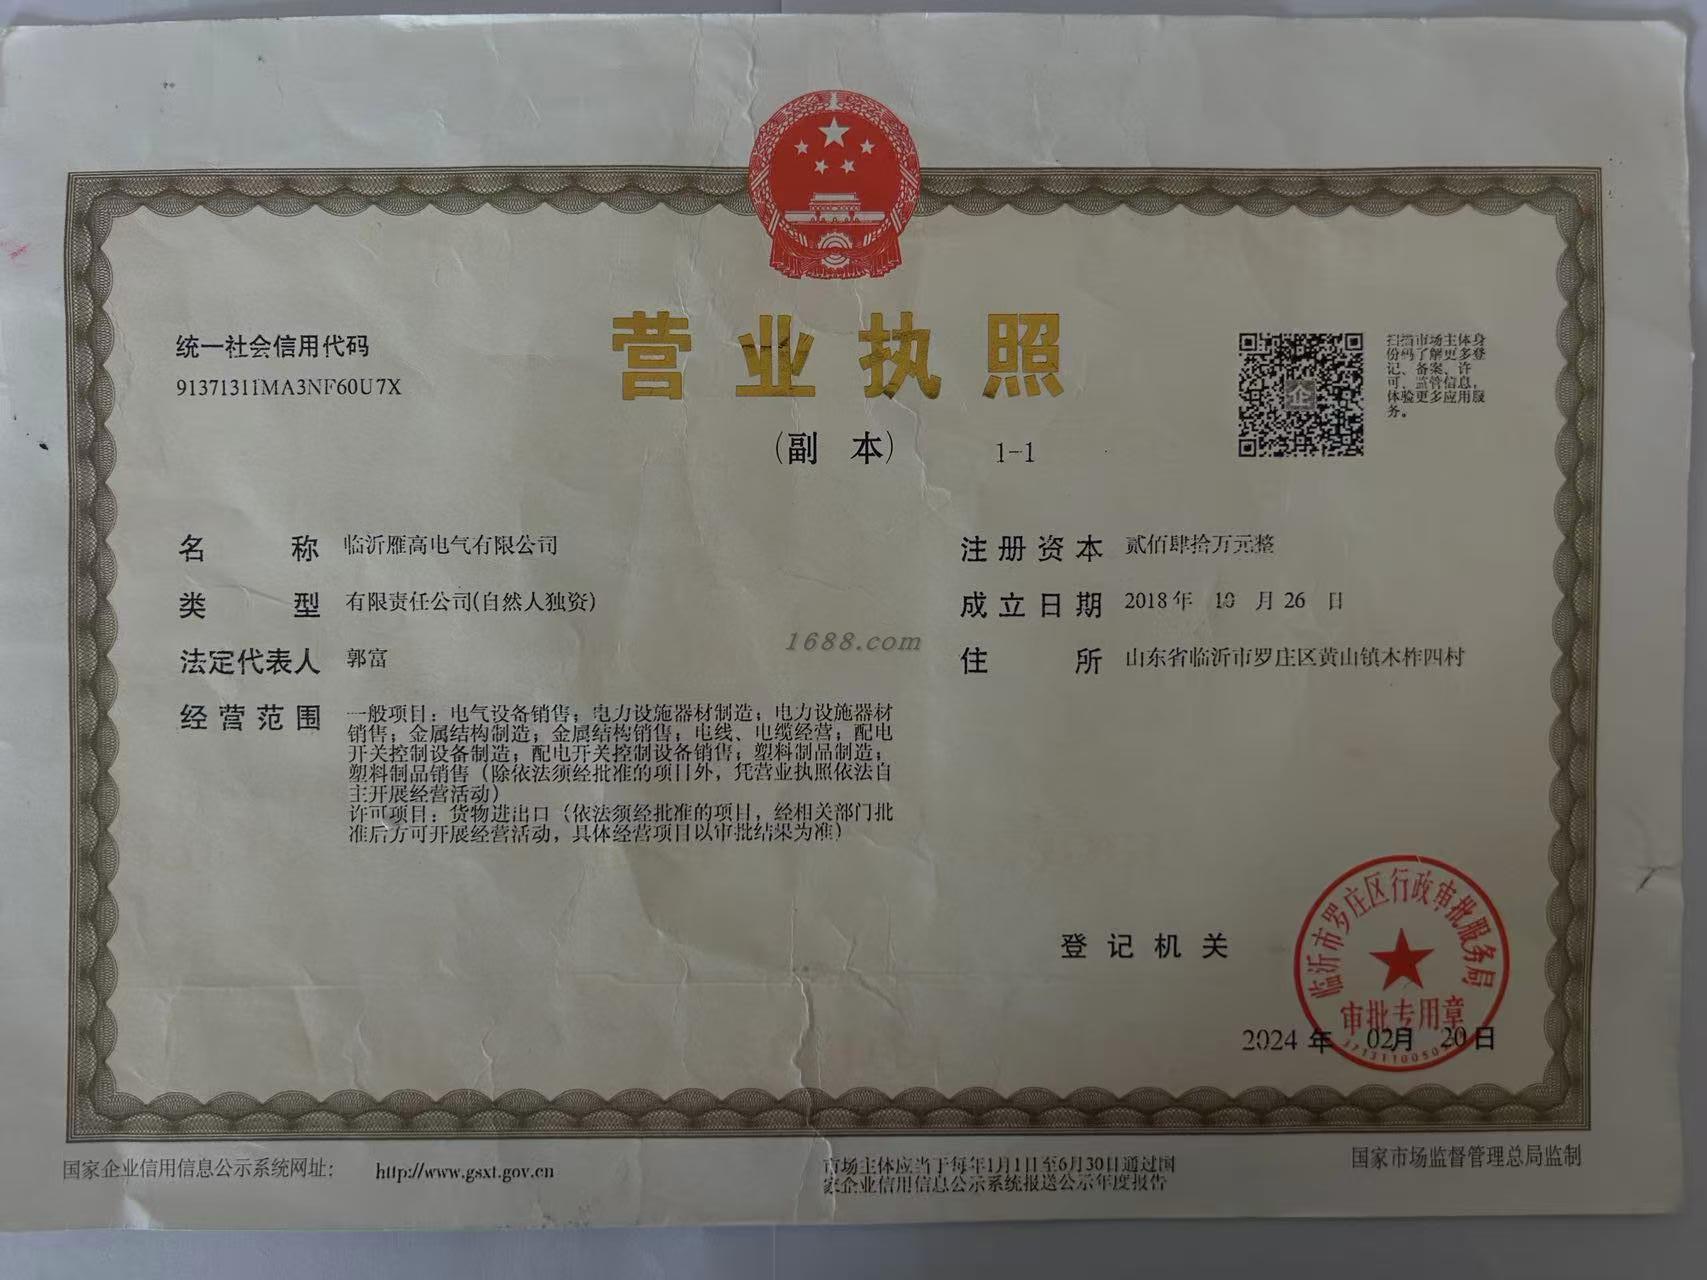 统一社会信用代码
91371311MA3NF60U7X
营业执照
(副 本) 1-1
扫描市场主体身
份码了解更多登
记、备案、许
可、监管信息，
体验更多应用服
务。
名 称 临沂雁高电气有限公司
类 型 有限责任公司(自然人独资)
法定代表人 郭富
经营范围 一般项目：电气设备销售；电力设施器材制造；电力设施器材
销售；金属结构制造；金属结构销售；电线、电缆经营；配电
开关控制设备制造；配电开关控制设备销售；塑料制品制造；
塑料制品销售（除依法须经批准的项目外，凭营业执照依法自
主开展经营活动）
许可项目：货物进出口（依法须经批准的项目，经相关部门批
准后方可开展经营活动，具体经营项目以审批结果为准）
注册资本 贰佰肆拾万元整
成立日期 2018年 10 月 26 日
住 所 山东省临沂市罗庄区黄山镇木柞四村
1688.com
登记机关
临沂市罗庄区行政审批服务局
审批专用章
2024 年 02月 20日
国家企业信用信息公示系统网址： http://www.gsxt.gov.cn
市场主体应当于每年1月1日至6月30日通过国
家企业信用信息公示系统报送公示年度报告
国家市场监督管理总局监制